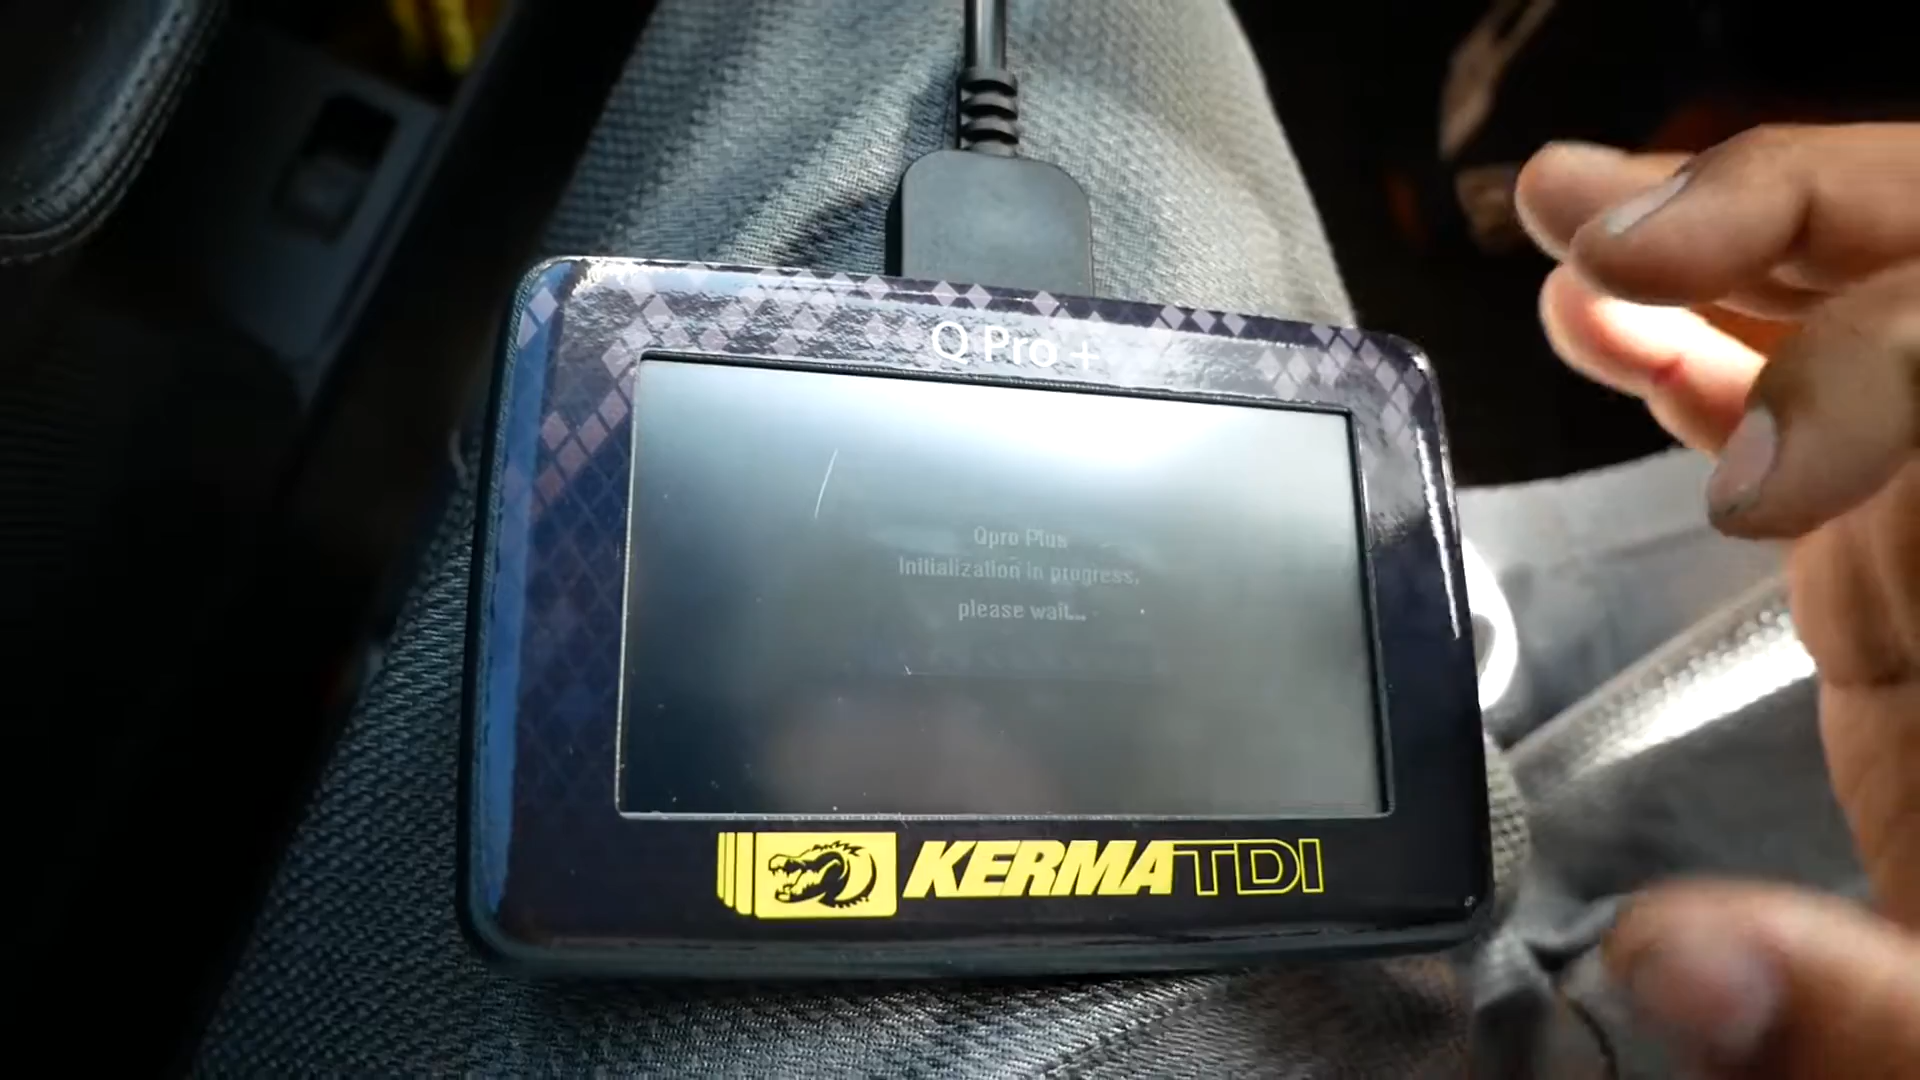 Q Pro +
Qpro Plus
Initialization in progress,
please wait...
KERMATDI